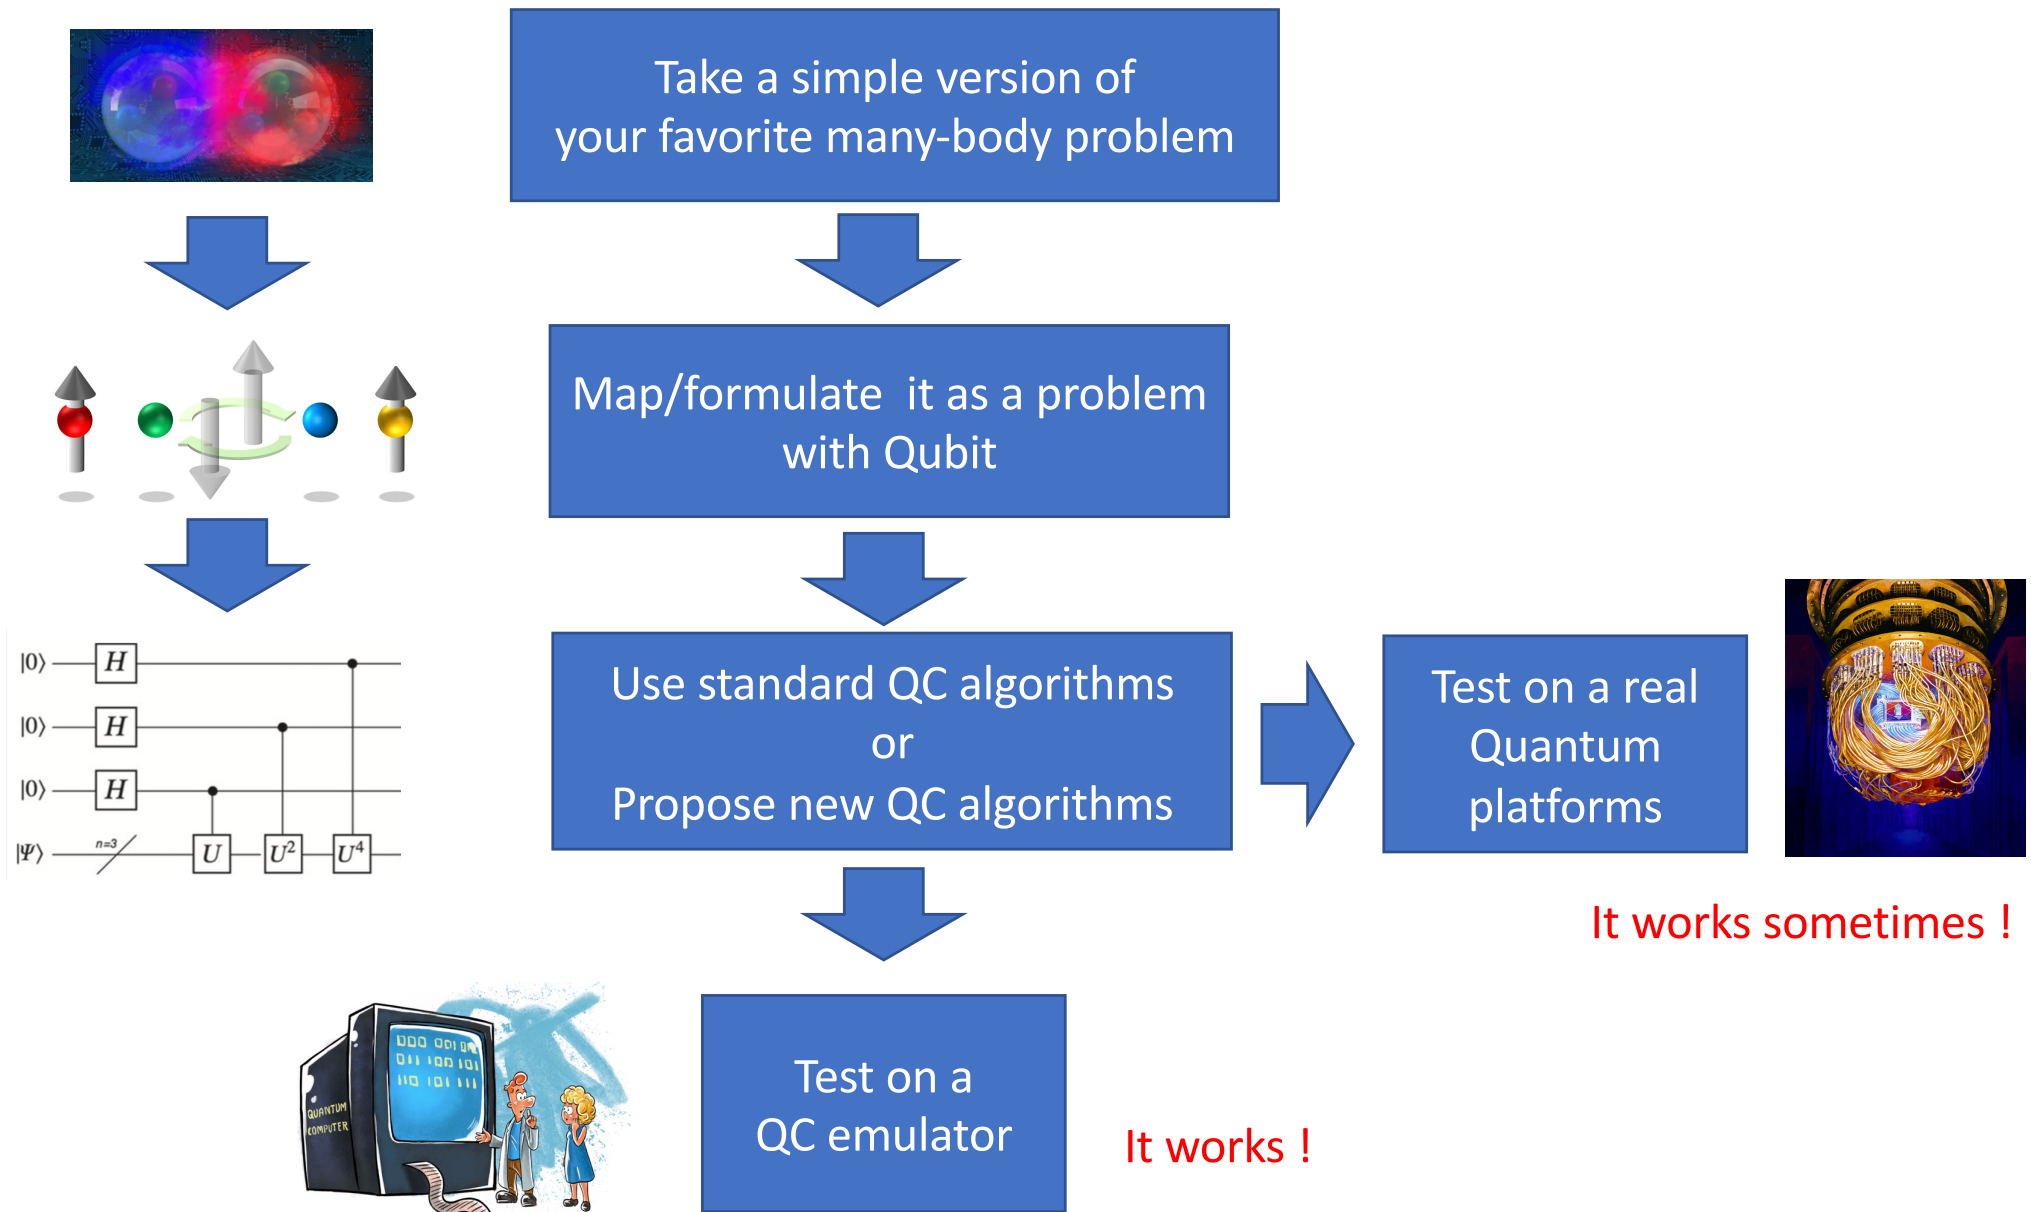 Take a simple version of
your favorite many-body problem
Map/formulate  it as a problem
with Qubit
|0⟩ H
|0⟩ H
|0⟩ H
|Ψ⟩ n=3 U U² U⁴
Use standard QC algorithms
or
Propose new QC algorithms
Test on a real
Quantum
platforms
It works sometimes !
QUANTUM
COMPUTER
Test on a
QC emulator
It works !